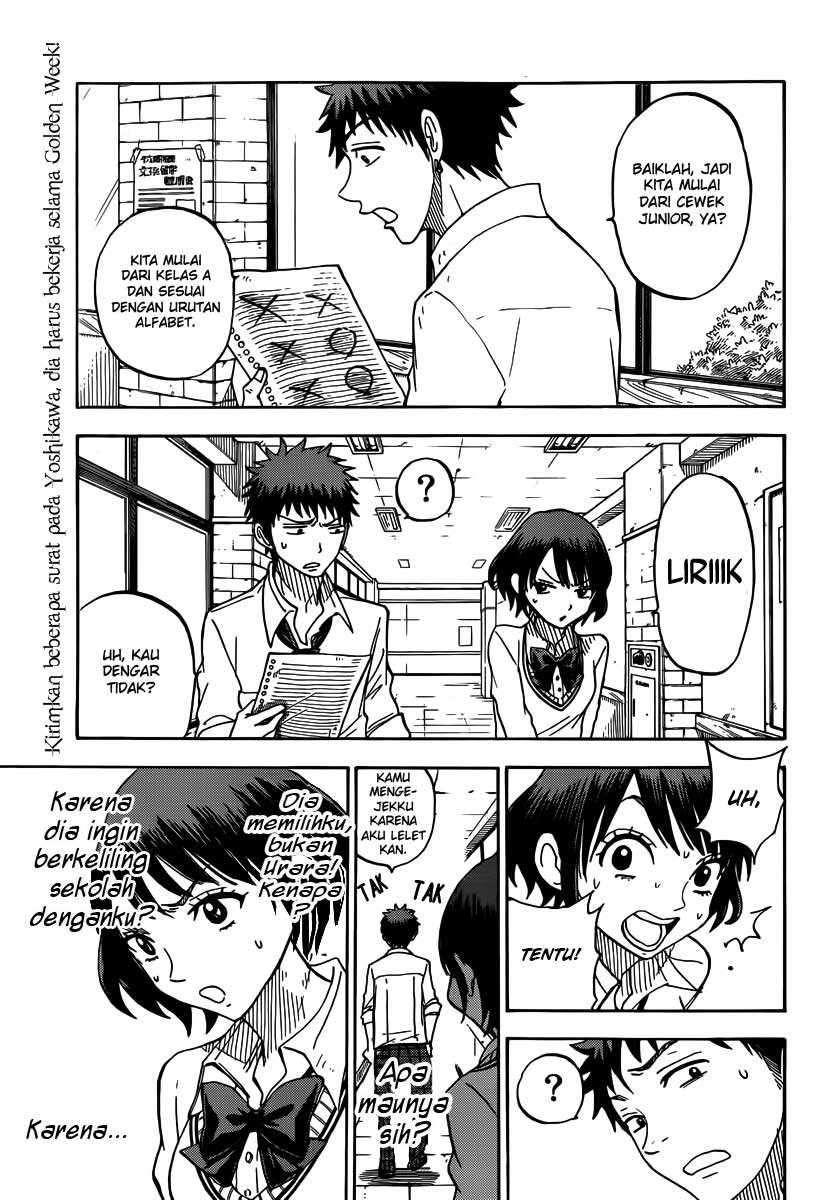 BAIKLAH, JADI
KITA MULAI
DARI CEWEK
JUNIOR, YA?
KITA MULAI
DARI KELAS A
DAN SESUAI
DENGAN URUTAN
ALFABET.
Kirimkan beberapa surat pada Yoshikawa, dia harus bekerja selama Golden Week!
LIRIIIK
?
UH, KAU
DENGAR
TIDAK?
UH,
TENTU!
?
KAMU
MENGE-
JEKKU
KARENA
AKU LELET
KAN.
TAK
TAK
Apa
maunya
sih?
Dia
memilihku,
bukan
Urara!
Kenapa
?
Karena
dia ingin
berkeliling
sekolah
denganku?
Karena...